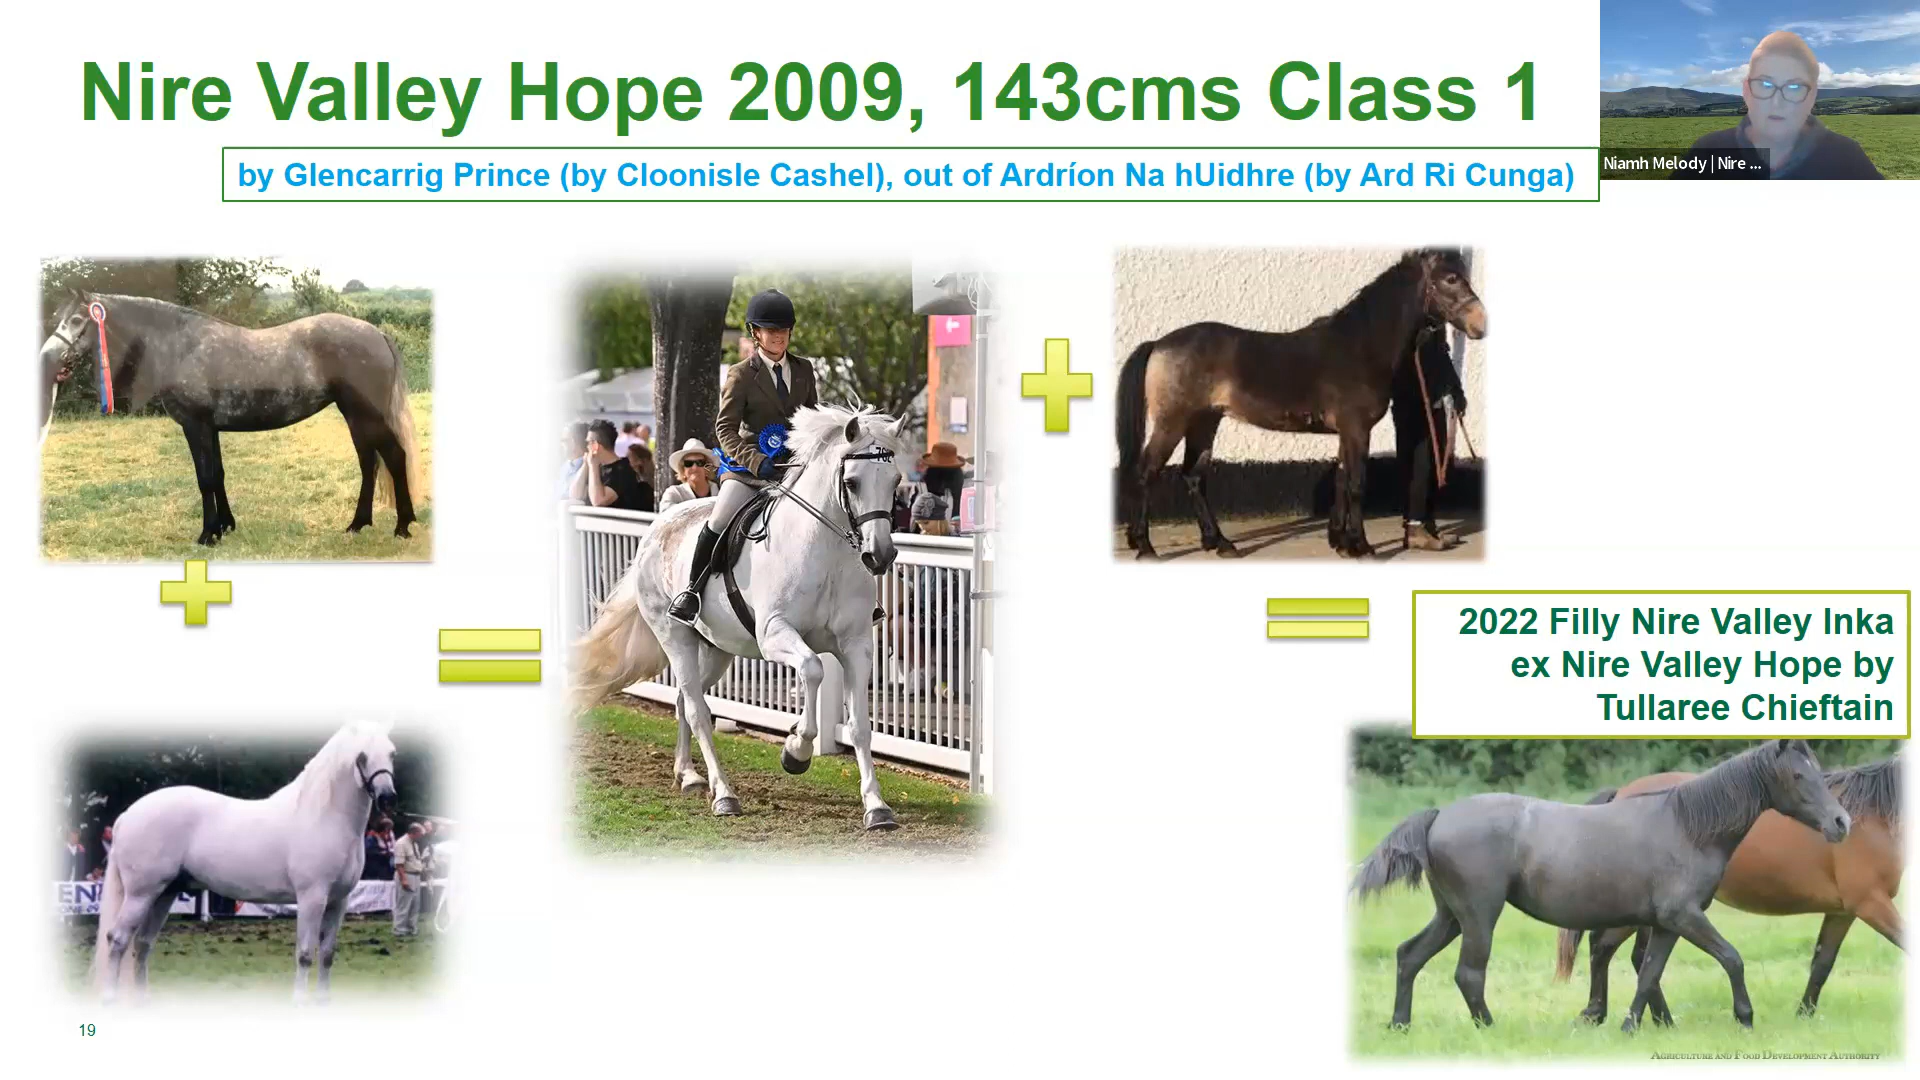 Nire Valley Hope 2009, 143cms Class 1
Niamh Melody | Nire ...
by Glencarrig Prince (by Cloonisle Cashel), out of Ardríon Na hUidhre (by Ard Ri Cunga)
2022 Filly Nire Valley Inka
ex Nire Valley Hope by
Tullaree Chieftain
19
AGRICULTURE AND FOOD DEVELOPMENT AUTHORITY